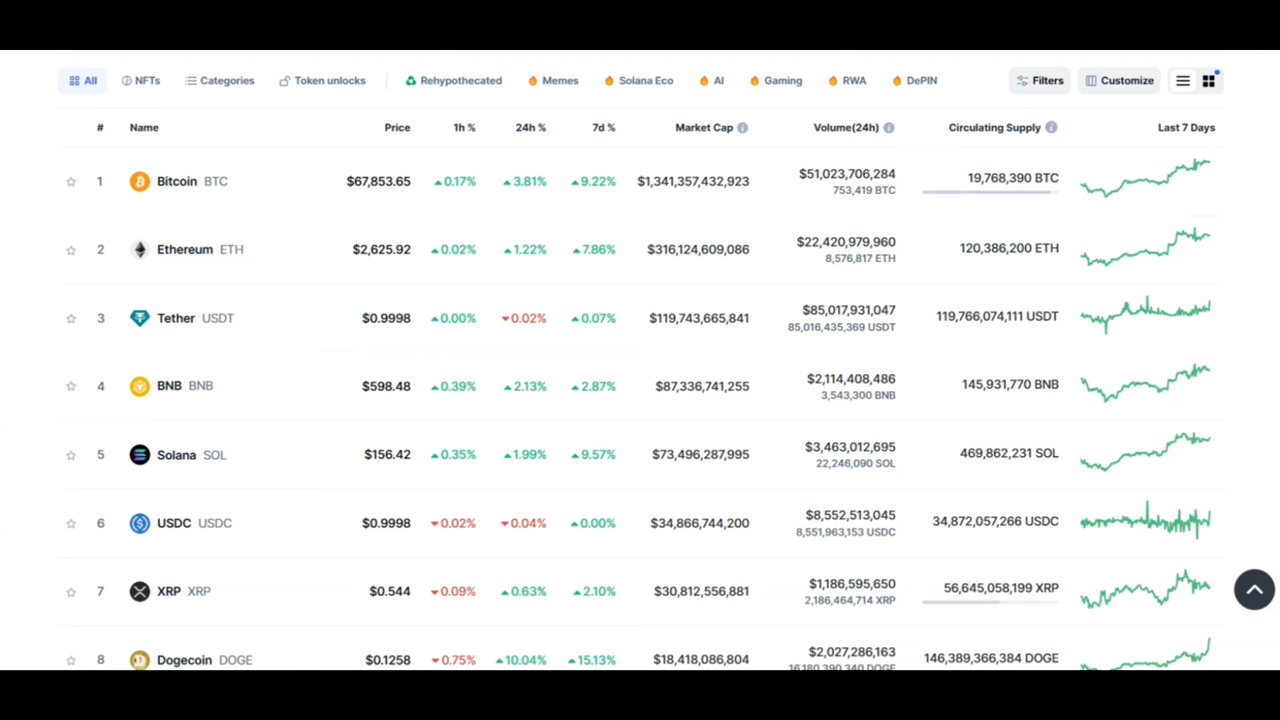 All NFTs Categories Token unlocks Rehypothecated Memes Solana Eco AI Gaming RWA DePIN Filters Customize
# Name Price 1h % 24h % 7d % Market Cap Volume(24h) Circulating Supply Last 7 Days
1 Bitcoin BTC $67,853.65 0.17% 3.81% 9.22% $1,341,357,432,923 $51,023,706,284 19,768,390 BTC
753,419 BTC
2 Ethereum ETH $2,625.92 0.02% 1.22% 7.86% $316,124,609,086 $22,420,979,960 120,386,200 ETH
8,576,817 ETH
3 Tether USDT $0.9998 0.00% 0.02% 0.07% $119,743,665,841 $85,017,931,047 119,766,074,111 USDT
85,016,435,369 USDT
4 BNB BNB $598.48 0.39% 2.13% 2.87% $87,336,741,255 $2,114,408,486 145,931,770 BNB
3,543,300 BNB
5 Solana SOL $156.42 0.35% 1.99% 9.57% $73,496,287,995 $3,463,012,695 469,862,231 SOL
22,246,090 SOL
6 USDC USDC $0.9998 0.02% 0.04% 0.00% $34,866,744,200 $8,552,513,045 34,872,057,266 USDC
8,551,963,153 USDC
7 XRP XRP $0.544 0.09% 0.63% 2.10% $30,812,556,881 $1,186,595,650 56,645,058,199 XRP
2,186,464,714 XRP
8 Dogecoin DOGE $0.1258 0.75% 10.04% 15.13% $18,418,086,804 $2,027,286,163 146,389,366,384 DOGE
16,180,390,340 DOGE